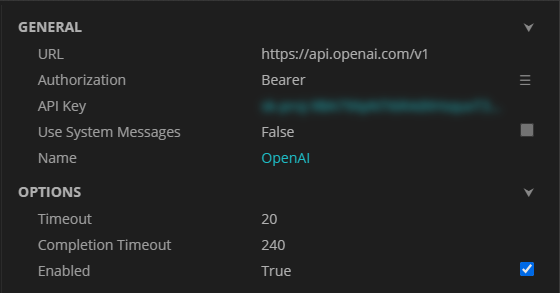 GENERAL
URL https://api.openai.com/v1
Authorization Bearer
API Key
Use System Messages False
Name OpenAI
OPTIONS
Timeout 20
Completion Timeout 240
Enabled True